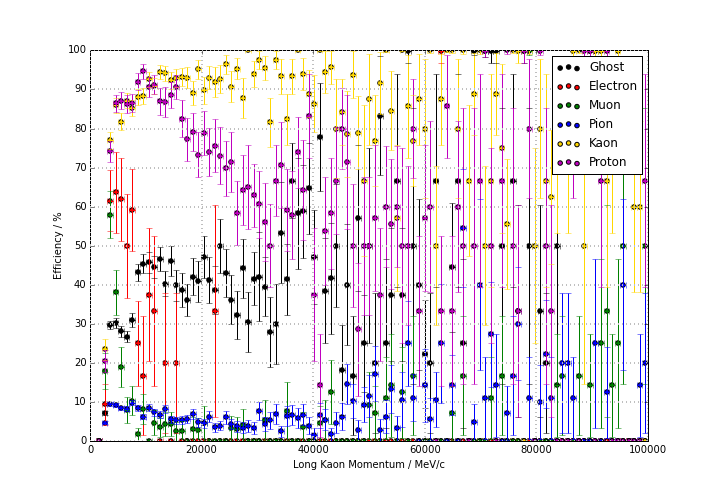 100
90
80
70
60
50
40
30
20
10
0
Efficiency / %
Ghost
Electron
Muon
Pion
Kaon
Proton
0 20000 40000 60000 80000 100000
Long Kaon Momentum / MeV/c